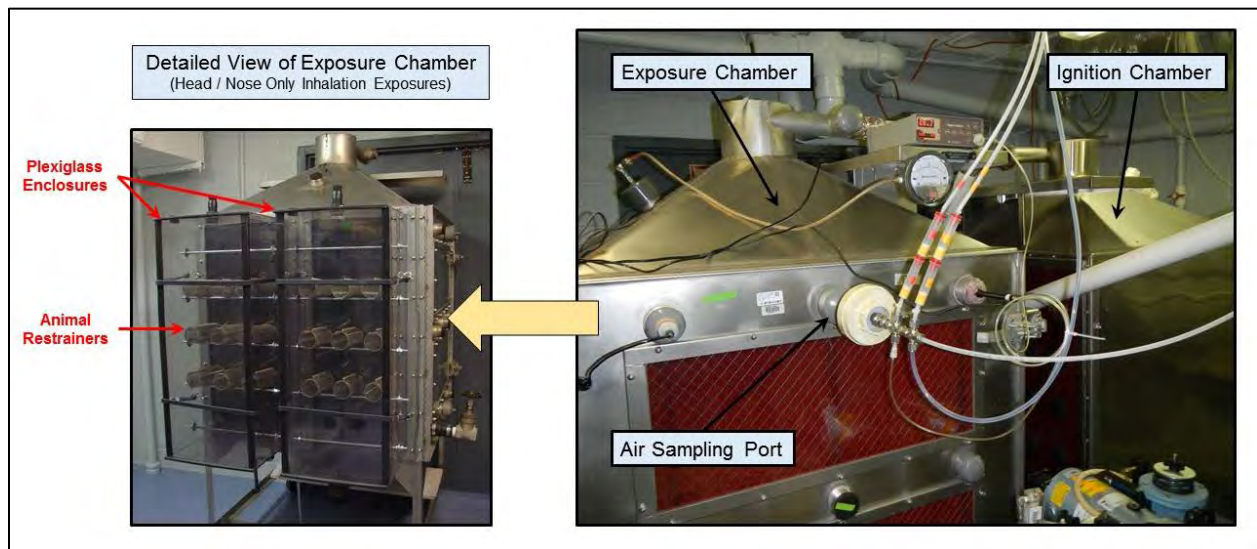 Detailed View of Exposure Chamber
(Head / Nose Only Inhalation Exposures)
Plexiglass
Enclosures
Animal
Restrainers
Exposure Chamber
Ignition Chamber
Air Sampling Port